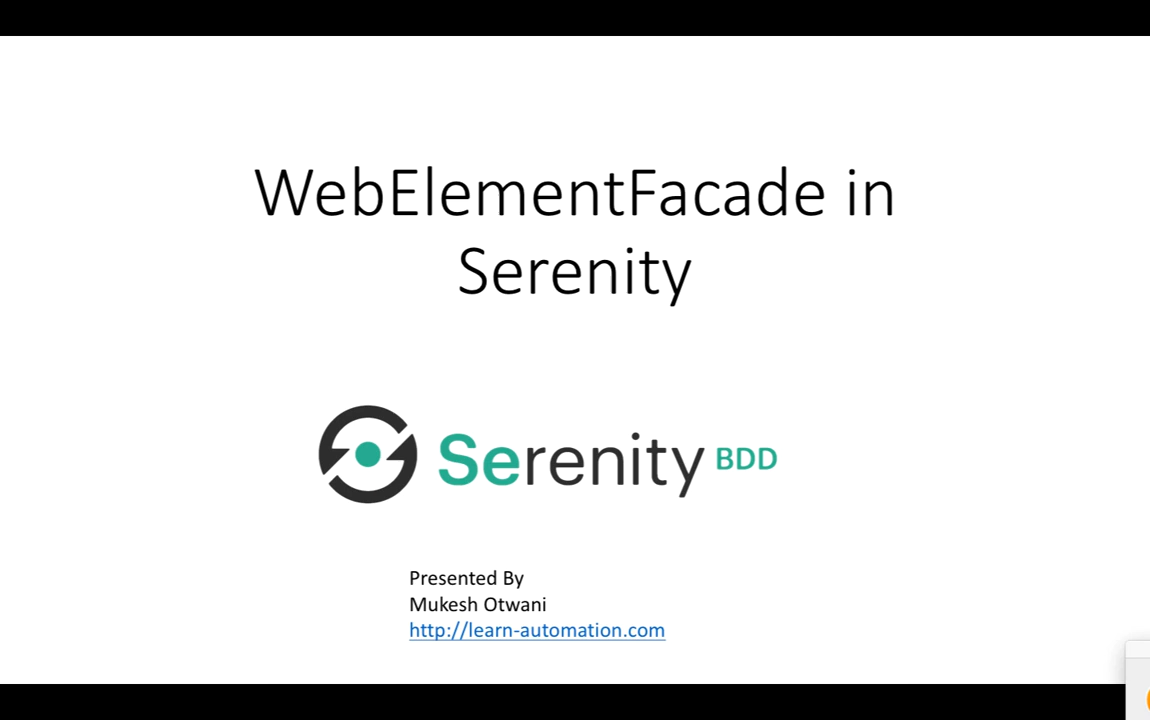 WebElementFacade in
Serenity
Serenity BDD
Presented By
Mukesh Otwani
http://learn-automation.com